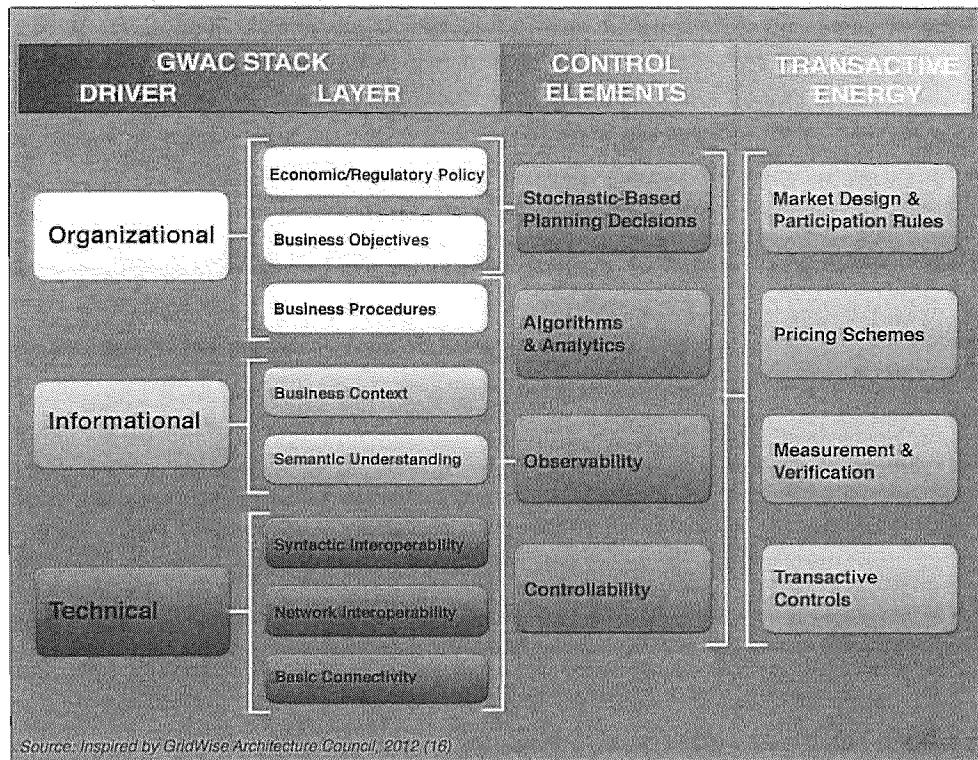 GWAC STACK
DRIVER LAYER
CONTROL
ELEMENTS
TRANSACTIVE
ENERGY
Organizational
Economic/Regulatory Policy
Business Objectives
Business Procedures
Informational
Business Context
Semantic Understanding
Technical
Syntactic Interoperability
Network Interoperability
Basic Connectivity
Stochastic-Based
Planning Decisions
Algorithms
& Analytics
Observability
Controllability
Market Design &
Participation Rules
Pricing Schemes
Measurement &
Verification
Transactive
Controls
Source: Inspired by GridWise Architecture Council, 2012 (16)